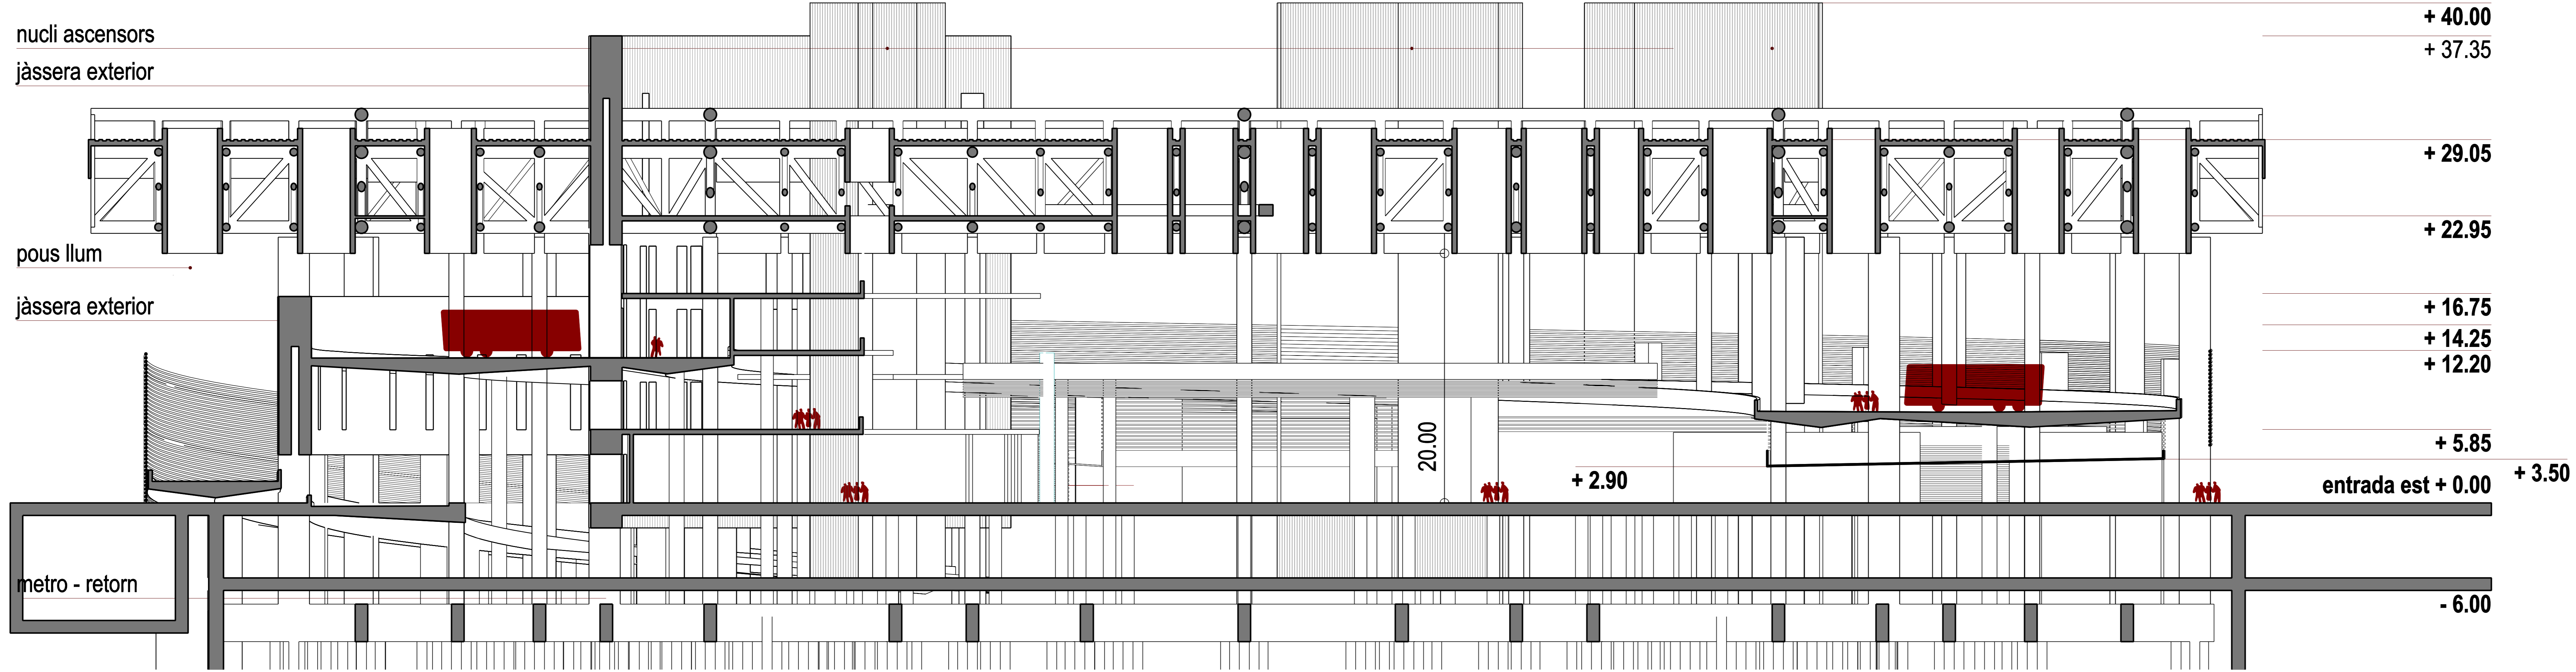 nucli ascensors
jàssera exterior
pous llum
jàssera exterior
metro - retorn
20.00
+ 2.90
+ 40.00
+ 37.35
+ 29.05
+ 22.95
+ 16.75
+ 14.25
+ 12.20
+ 5.85
+ 3.50
entrada est + 0.00
- 6.00